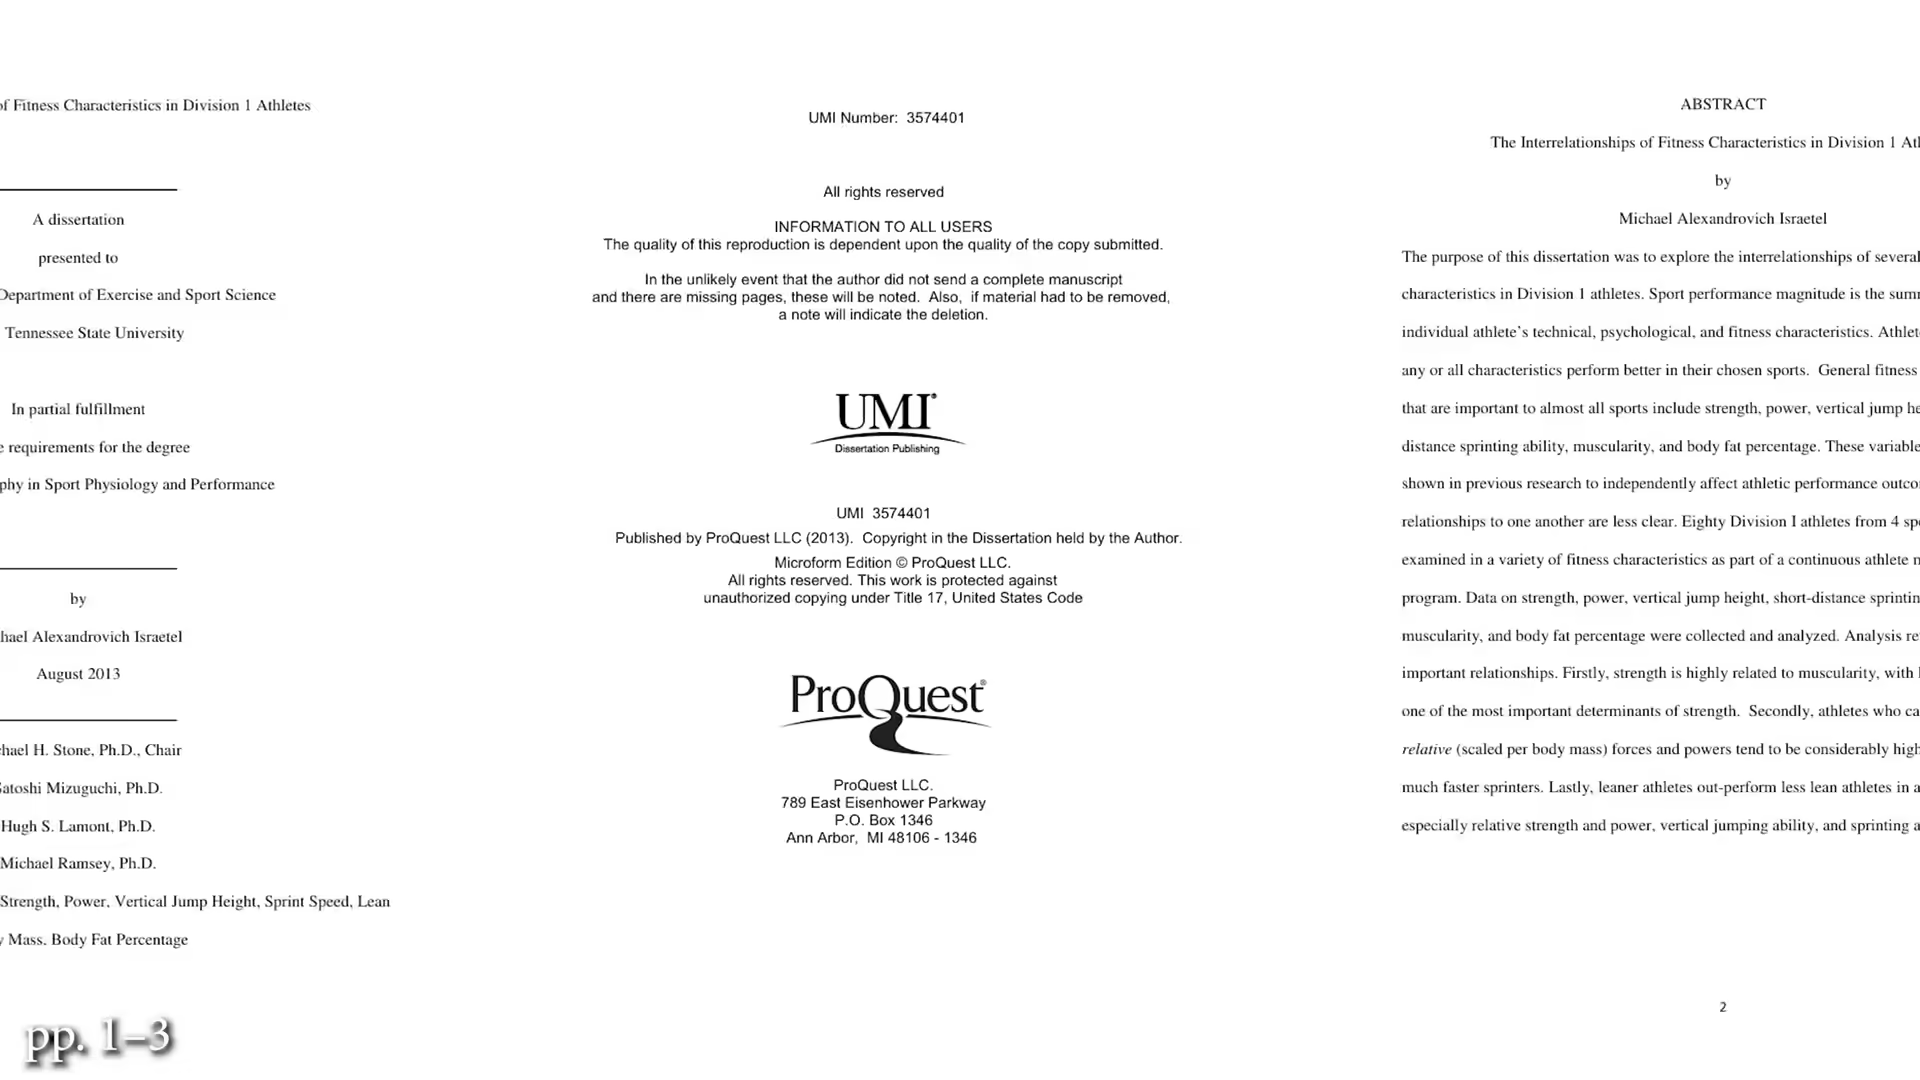 of Fitness Characteristics in Division 1 Athletes
A dissertation
presented to
Department of Exercise and Sport Science
Tennessee State University
In partial fulfillment
requirements for the degree
phy in Sport Physiology and Performance
by
hael Alexandrovich Israetel
August 2013
chael H. Stone, Ph.D., Chair
Satoshi Mizuguchi, Ph.D.
Hugh S. Lamont, Ph.D.
Michael Ramsey, Ph.D.
Strength, Power, Vertical Jump Height, Sprint Speed, Lean
Mass, Body Fat Percentage
pp. 1–3
UMI Number: 3574401
All rights reserved
INFORMATION TO ALL USERS
The quality of this reproduction is dependent upon the quality of the copy submitted.
In the unlikely event that the author did not send a complete manuscript
and there are missing pages, these will be noted. Also, if material had to be removed,
a note will indicate the deletion.
UMI®
Dissertation Publishing
UMI 3574401
Published by ProQuest LLC (2013). Copyright in the Dissertation held by the Author.
Microform Edition © ProQuest LLC.
All rights reserved. This work is protected against
unauthorized copying under Title 17, United States Code
ProQuest®
ProQuest LLC.
789 East Eisenhower Parkway
P.O. Box 1346
Ann Arbor, MI 48106 - 1346
ABSTRACT
The Interrelationships of Fitness Characteristics in Division 1 Atl
by
Michael Alexandrovich Israetel
The purpose of this dissertation was to explore the interrelationships of several
characteristics in Division 1 athletes. Sport performance magnitude is the sum
individual athlete's technical, psychological, and fitness characteristics. Athlet
any or all characteristics perform better in their chosen sports. General fitness
that are important to almost all sports include strength, power, vertical jump he
distance sprinting ability, muscularity, and body fat percentage. These variable
shown in previous research to independently affect athletic performance outco
relationships to one another are less clear. Eighty Division I athletes from 4 sp
examined in a variety of fitness characteristics as part of a continuous athlete
program. Data on strength, power, vertical jump height, short-distance sprintin
muscularity, and body fat percentage were collected and analyzed. Analysis re
important relationships. Firstly, strength is highly related to muscularity, with
one of the most important determinants of strength. Secondly, athletes who ca
relative (scaled per body mass) forces and powers tend to be considerably high
much faster sprinters. Lastly, leaner athletes out-perform less lean athletes in a
especially relative strength and power, vertical jumping ability, and sprinting a
2